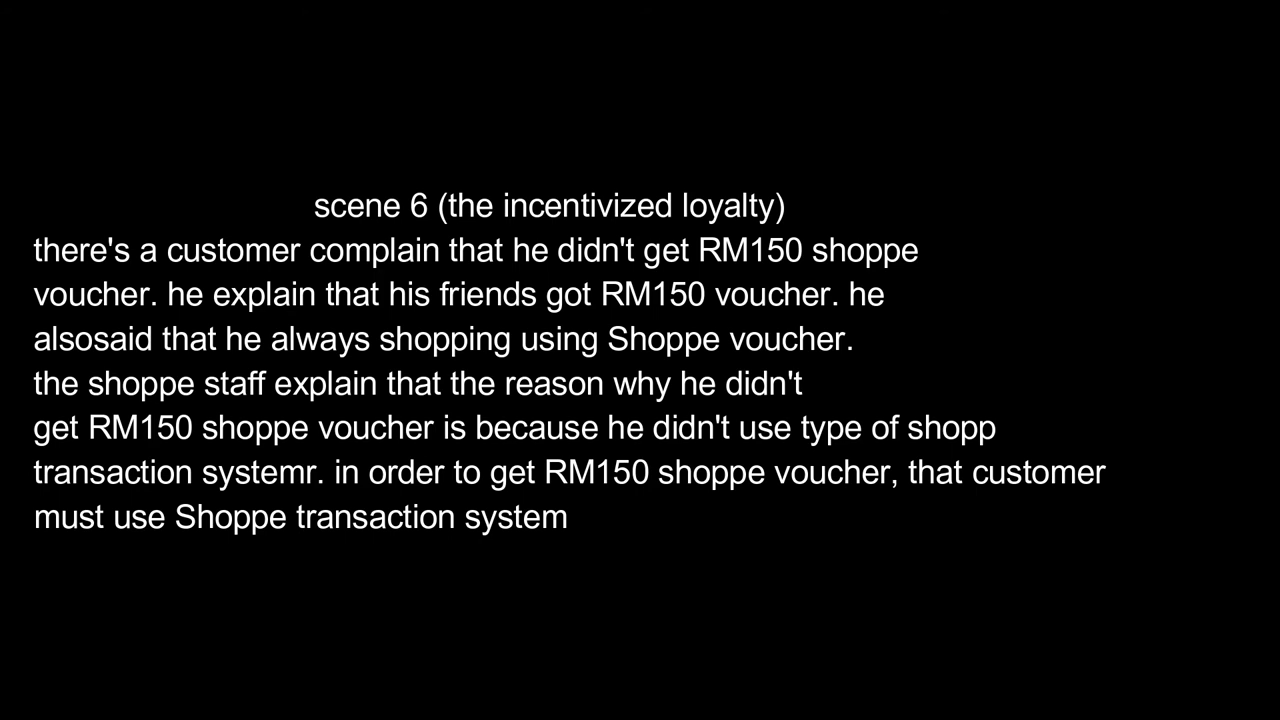 scene 6 (the incentivized loyalty)
there's a customer complain that he didn't get RM150 shoppe
voucher. he explain that his friends got RM150 voucher. he
alsosaid that he always shopping using Shoppe voucher.
the shoppe staff explain that the reason why he didn't
get RM150 shoppe voucher is because he didn't use type of shopp
transaction systemr. in order to get RM150 shoppe voucher, that customer
must use Shoppe transaction system